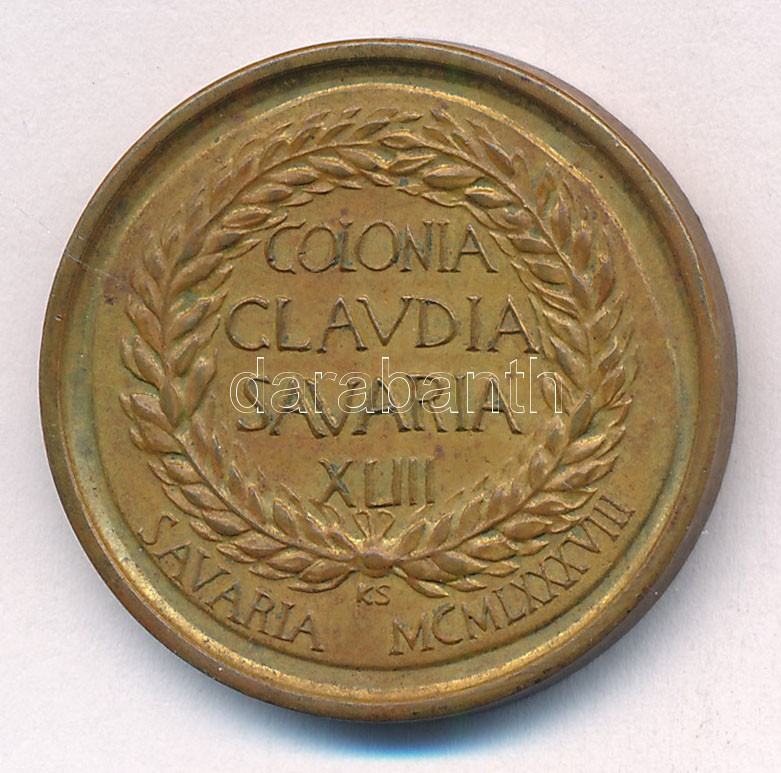 COLONIA
CLAVDIA
SAVARIA
XLIII
KS
SAVARIA MCMLXXXVIII
darabanth